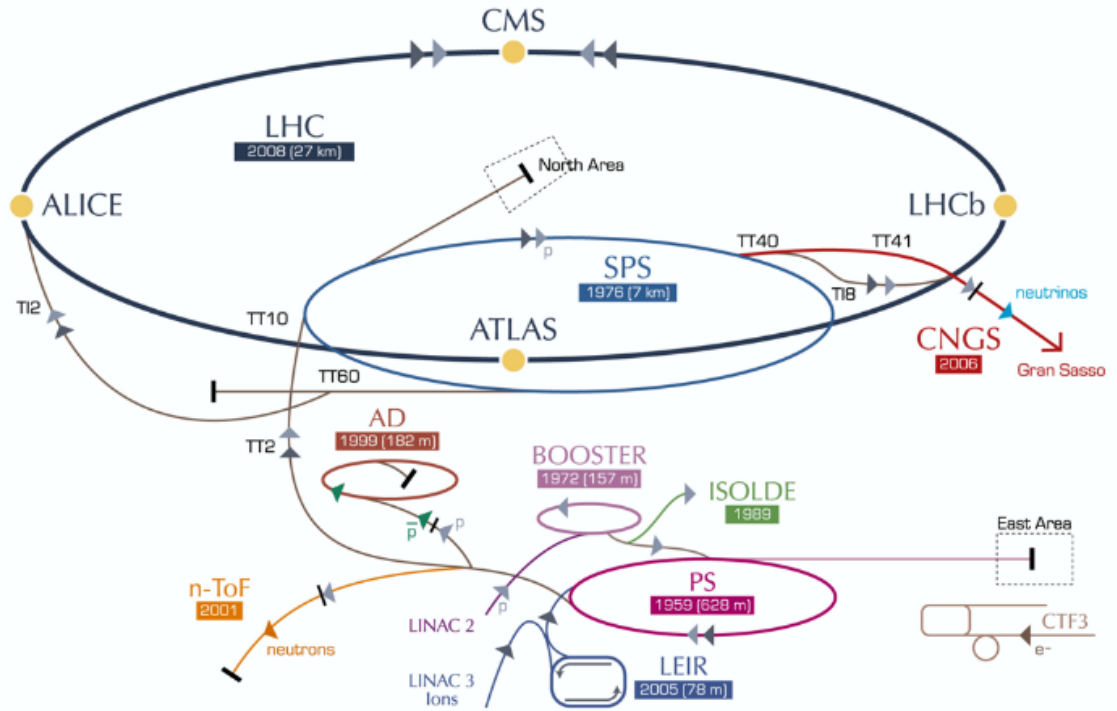 CMS
LHC
2008 (27 km)
North Area
ALICE
LHCb
TT40
TT41
p
SPS
1976 (7 km)
TI8
neutrinos
TI2
TT10
ATLAS
CNGS
2006
Gran Sasso
TT60
AD
1999 (182 m)
TT2
BOOSTER
1972 (157 m)
ISOLDE
1989
p̅
p
East Area
n-ToF
2001
PS
1959 (628 m)
p
LINAC 2
CTF3
e-
neutrons
LINAC 3
Ions
LEIR
2005 (78 m)